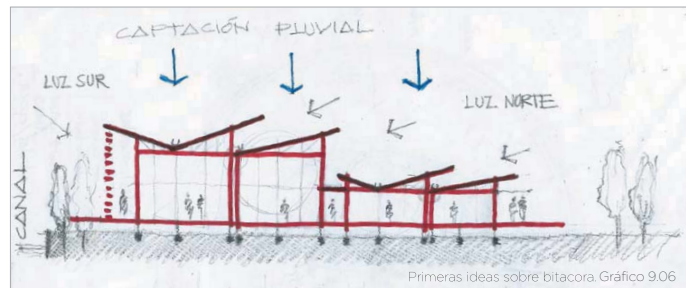 CAPTACIÓN PLUVIAL
LUZ SUR
LUZ NORTE
CANAL
Primeras ideas sobre bitacora. Gráfico 9.06